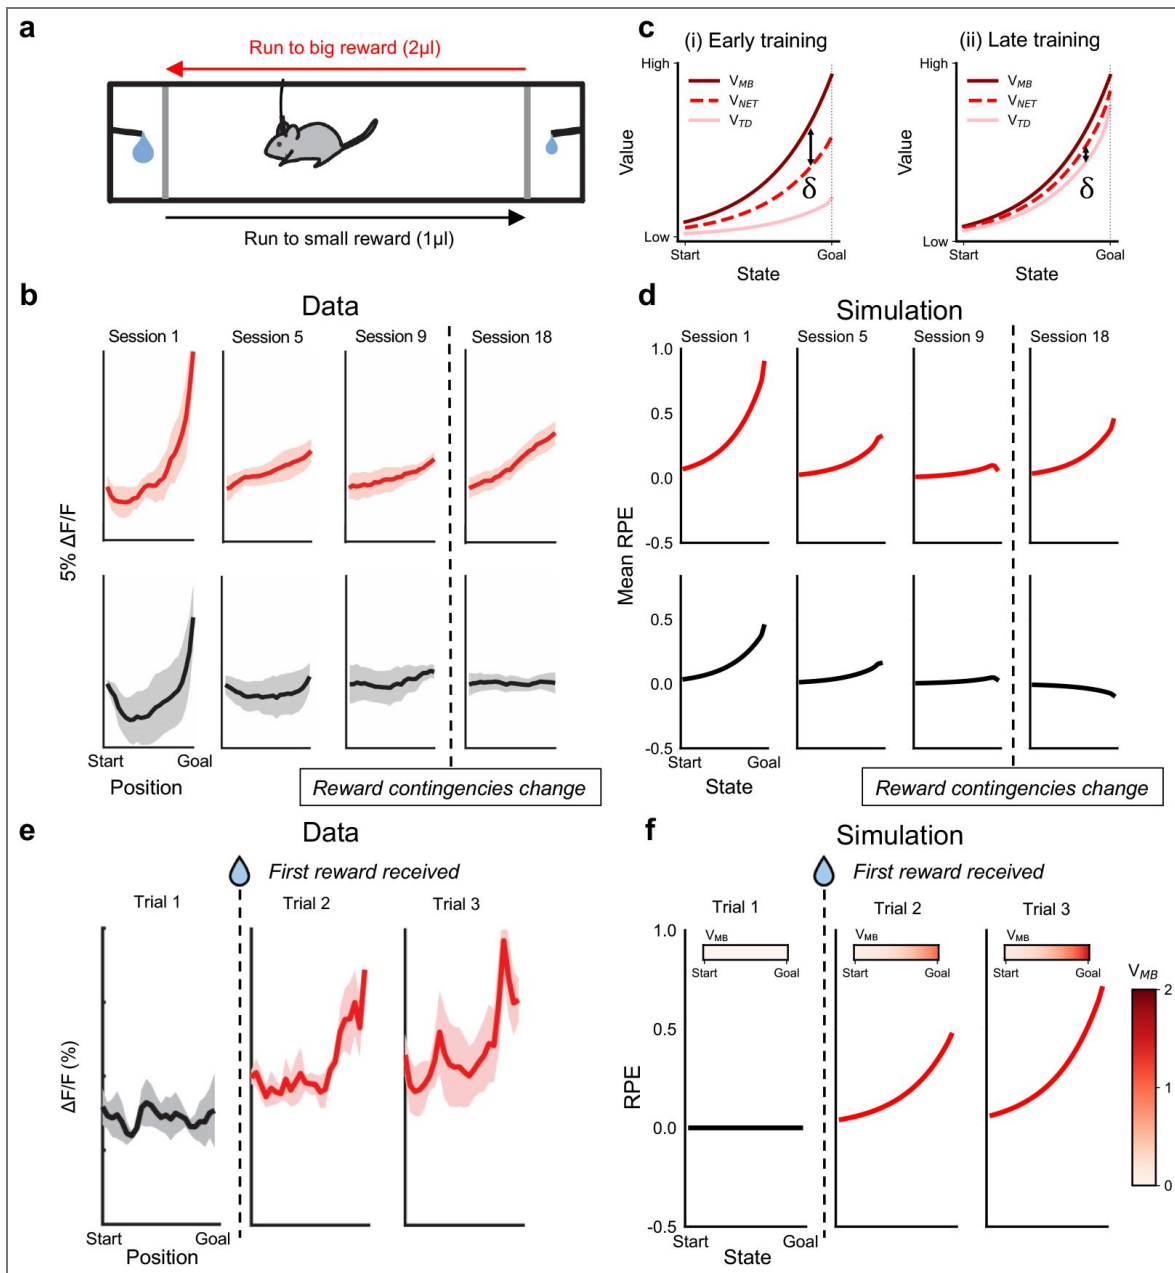 a
Run to big reward (2µl)
Run to small reward (1µl)
c
(i) Early training
High
V_MB
V_NET
V_TD
Value
δ
Low
Start
Goal
State
(ii) Late training
High
V_MB
V_NET
V_TD
Value
δ
Low
Start
Goal
State
b
Data
Session 1
Session 5
Session 9
Session 18
5% ΔF/F
Start
Goal
Position
Reward contingencies change
d
Simulation
Session 1
Session 5
Session 9
Session 18
1.0
0.5
0.0
-0.5
Mean RPE
0.5
0.0
-0.5
Start
Goal
State
Reward contingencies change
e
Data
First reward received
Trial 1
Trial 2
Trial 3
ΔF/F (%)
Start
Goal
Position
f
Simulation
First reward received
Trial 1
Trial 2
Trial 3
1.0
0.5
0.0
-0.5
RPE
V_MB
Start
Goal
V_MB
Start
Goal
V_MB
Start
Goal
Start
Goal
State
V_MB
2
1
0